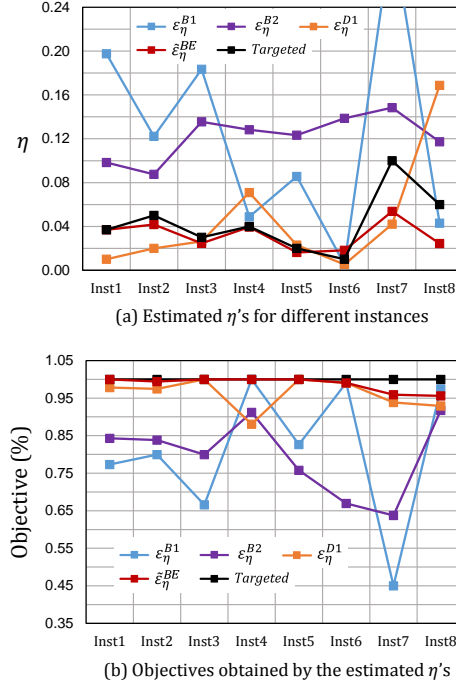 0.24
0.20
0.16
0.12
0.08
0.04
0.00
η
ε_η^{B1} ε_η^{B2} ε_η^{D1}
ε̃_η^{BE} Targeted
Inst1 Inst2 Inst3 Inst4 Inst5 Inst6 Inst7 Inst8
(a) Estimated η's for different instances
1.05
0.95
0.85
0.75
0.65
0.55
0.45
0.35
Objective (%)
ε_η^{B1} ε_η^{B2} ε_η^{D1}
ε̃_η^{BE} Targeted
Inst1 Inst2 Inst3 Inst4 Inst5 Inst6 Inst7 Inst8
(b) Objectives obtained by the estimated η's